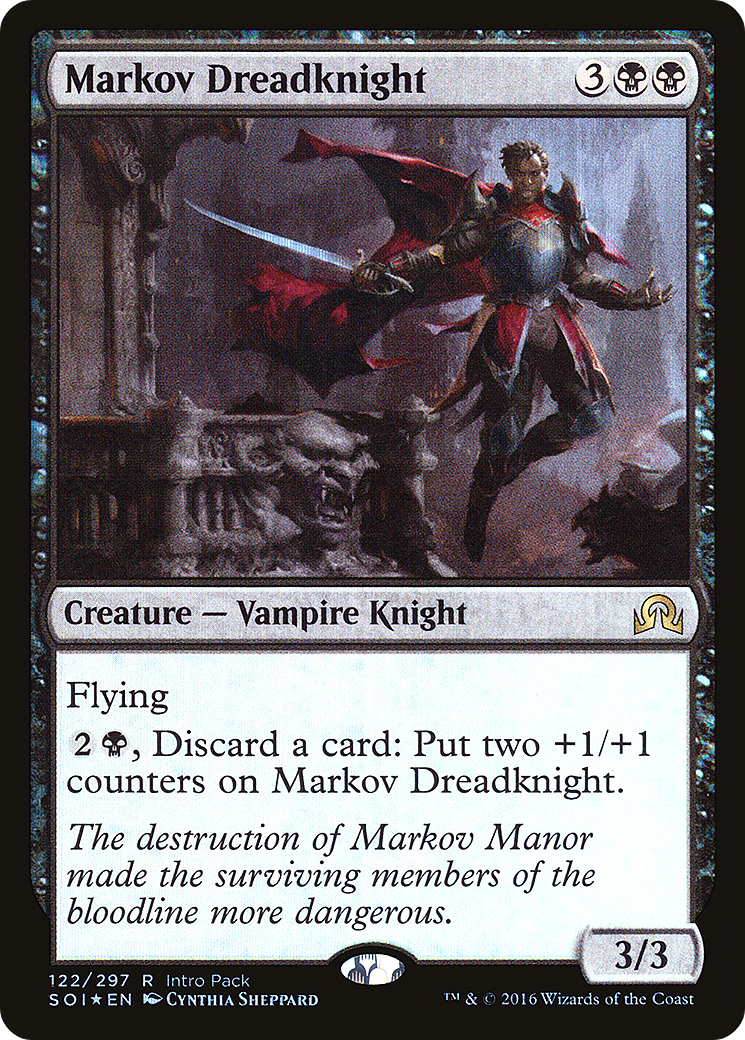 Markov Dreadknight 3
Creature — Vampire Knight
Flying
2, Discard a card: Put two +1/+1
counters on Markov Dreadknight.
The destruction of Markov Manor
made the surviving members of the
bloodline more dangerous.
3/3
122/297 R Intro Pack
SOI★EN Cynthia Sheppard
™ & © 2016 Wizards of the Coast